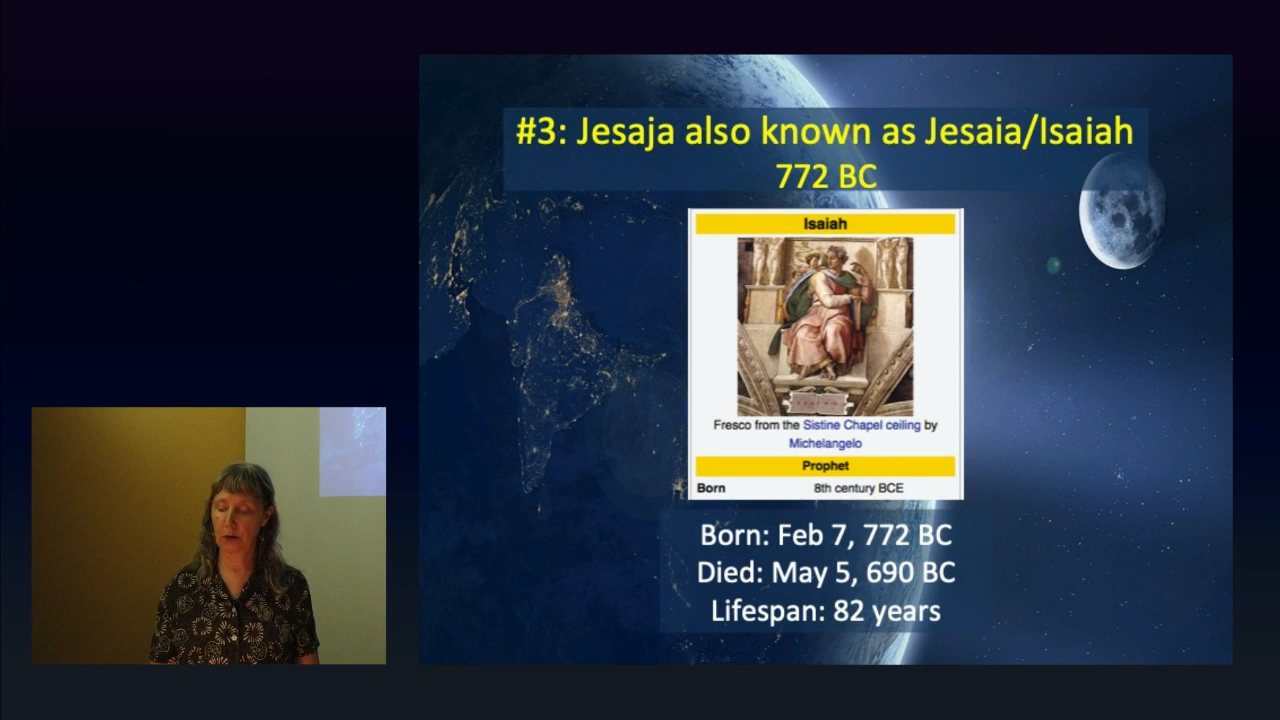 #3: Jesaja also known as Jesaia/Isaiah
772 BC
Isaiah
Fresco from the Sistine Chapel ceiling by
Michelangelo
Prophet
Born 8th century BCE
Born: Feb 7, 772 BC
Died: May 5, 690 BC
Lifespan: 82 years